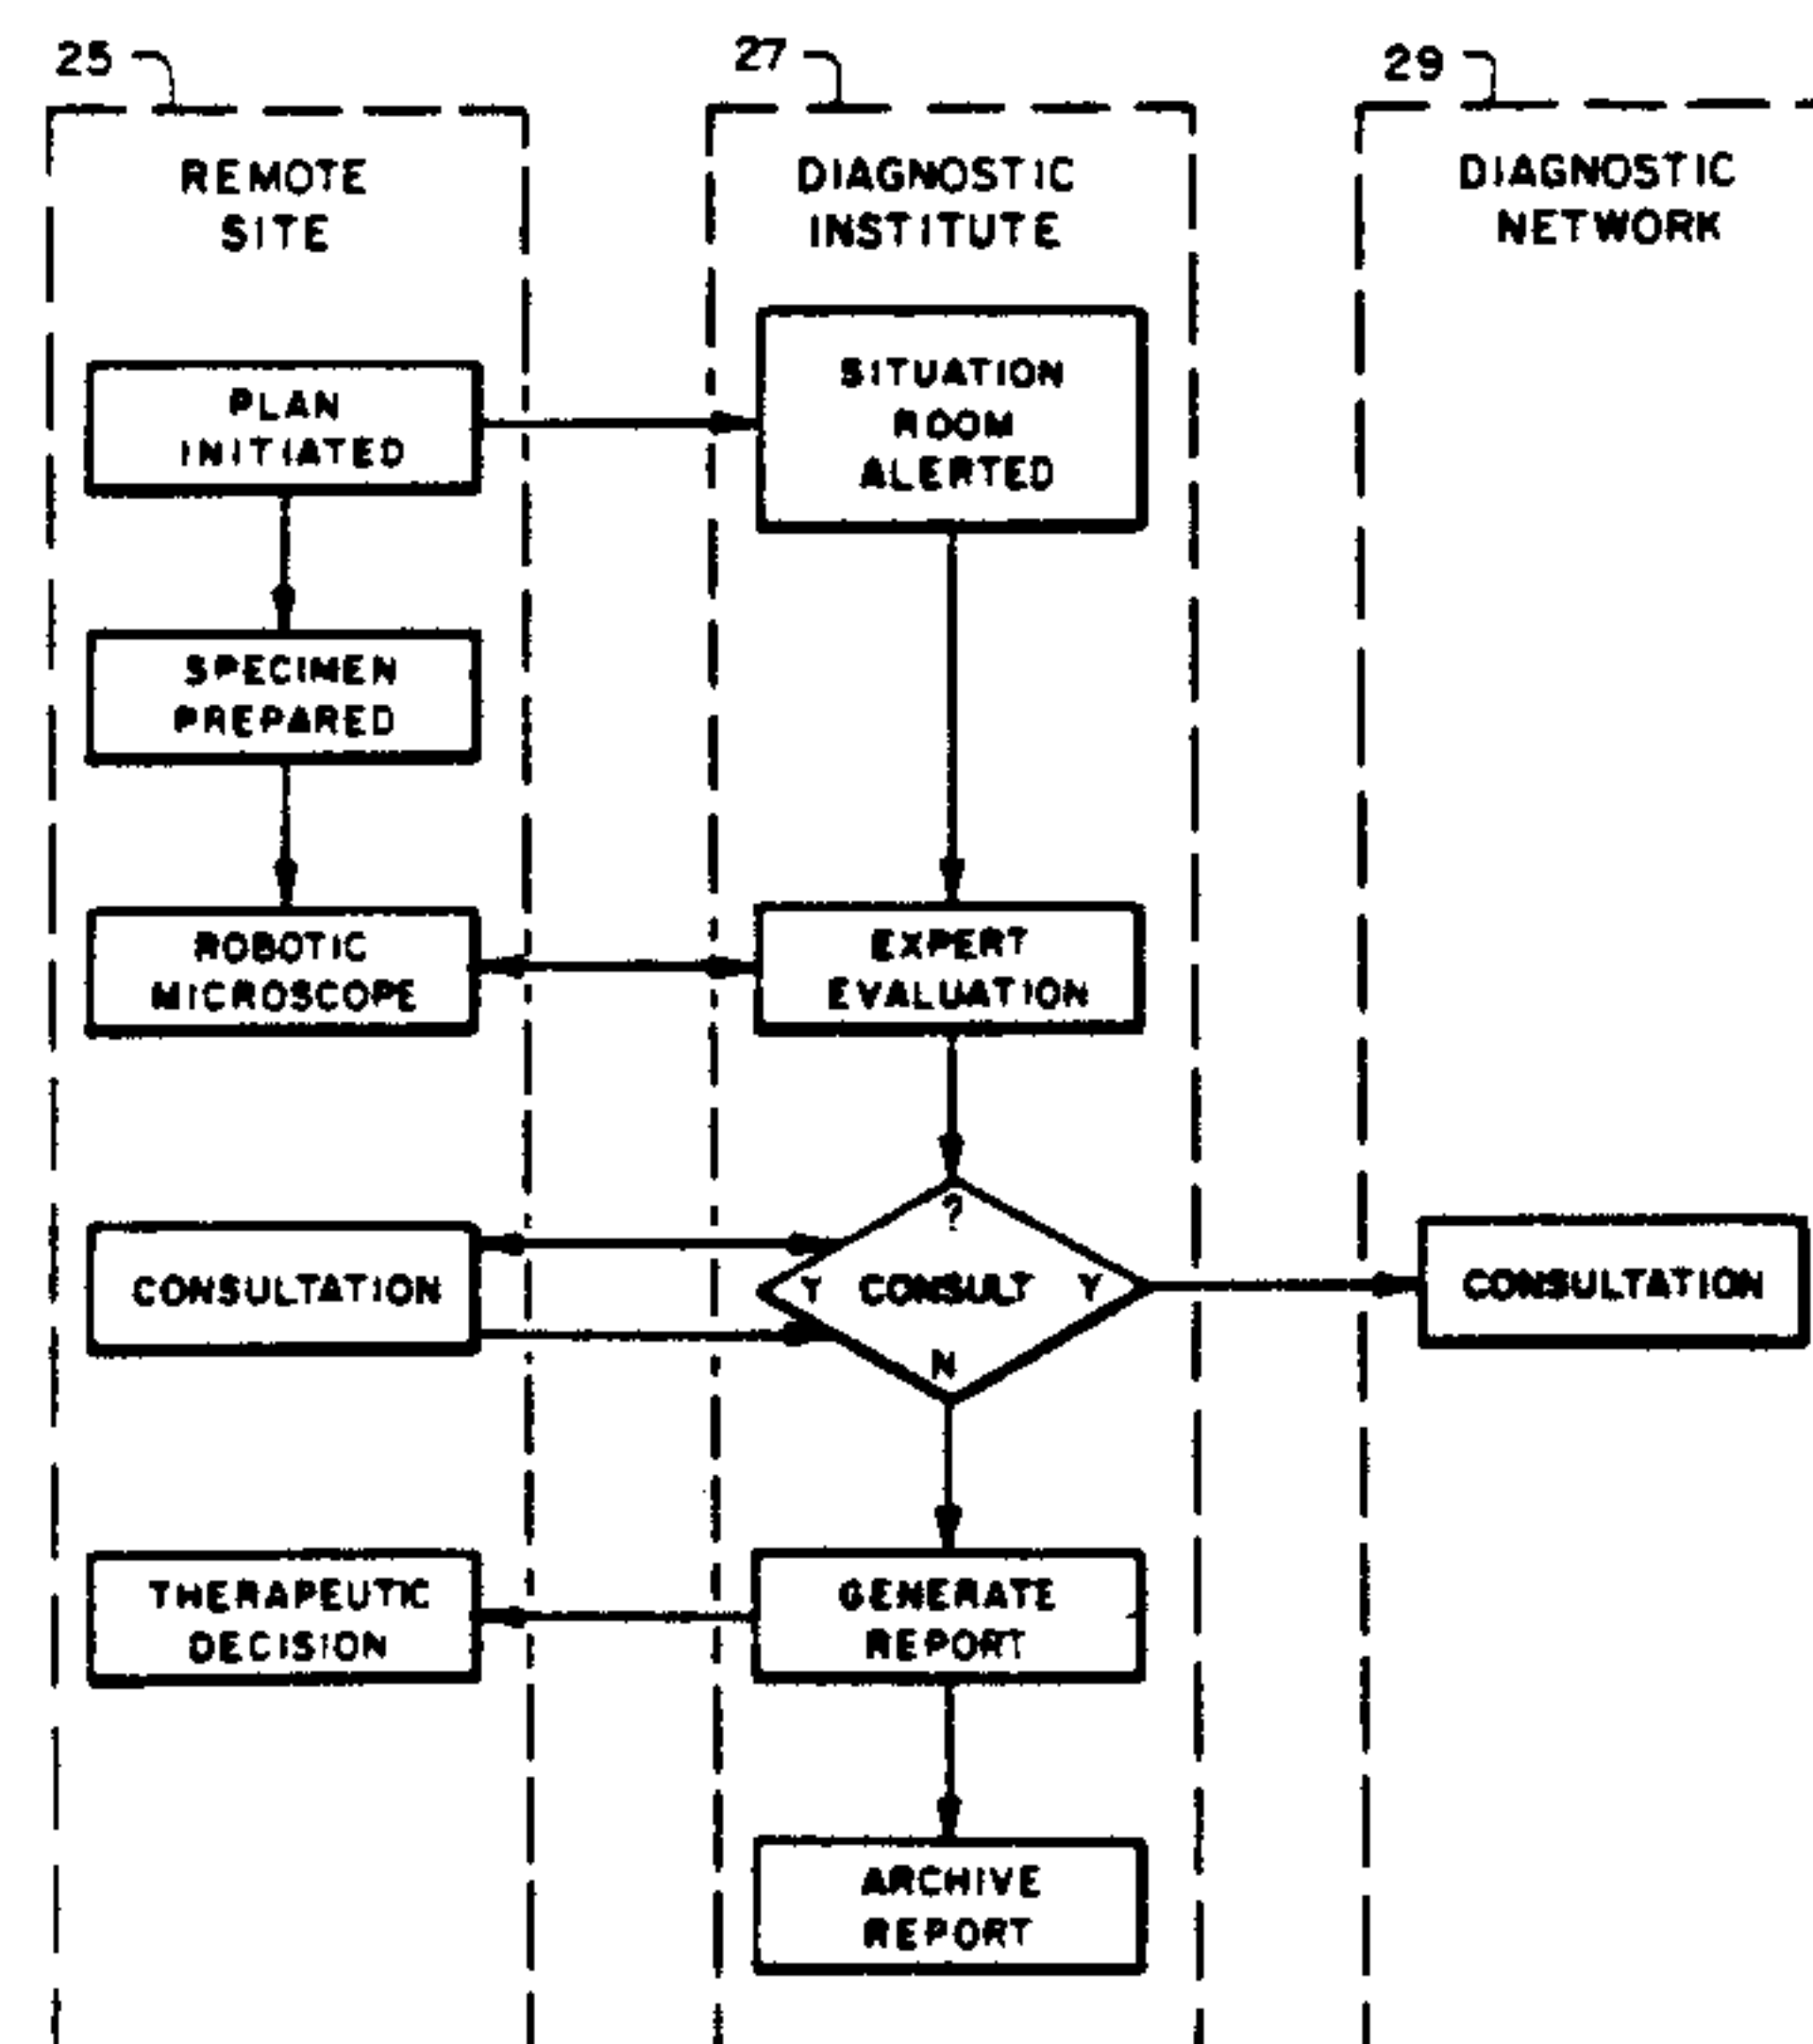 25
27
29
REMOTE
SITE
DIAGNOSTIC
INSTITUTE
DIAGNOSTIC
NETWORK
PLAN
INITIATED
SITUATION
ROOM
ALERTED
SPECIMEN
PREPARED
ROBOTIC
MICROSCOPE
EXPERT
EVALUATION
?
CONSULTATION
Y CONSULT Y
N
CONSULTATION
THERAPEUTIC
DECISION
GENERATE
REPORT
ARCHIVE
REPORT